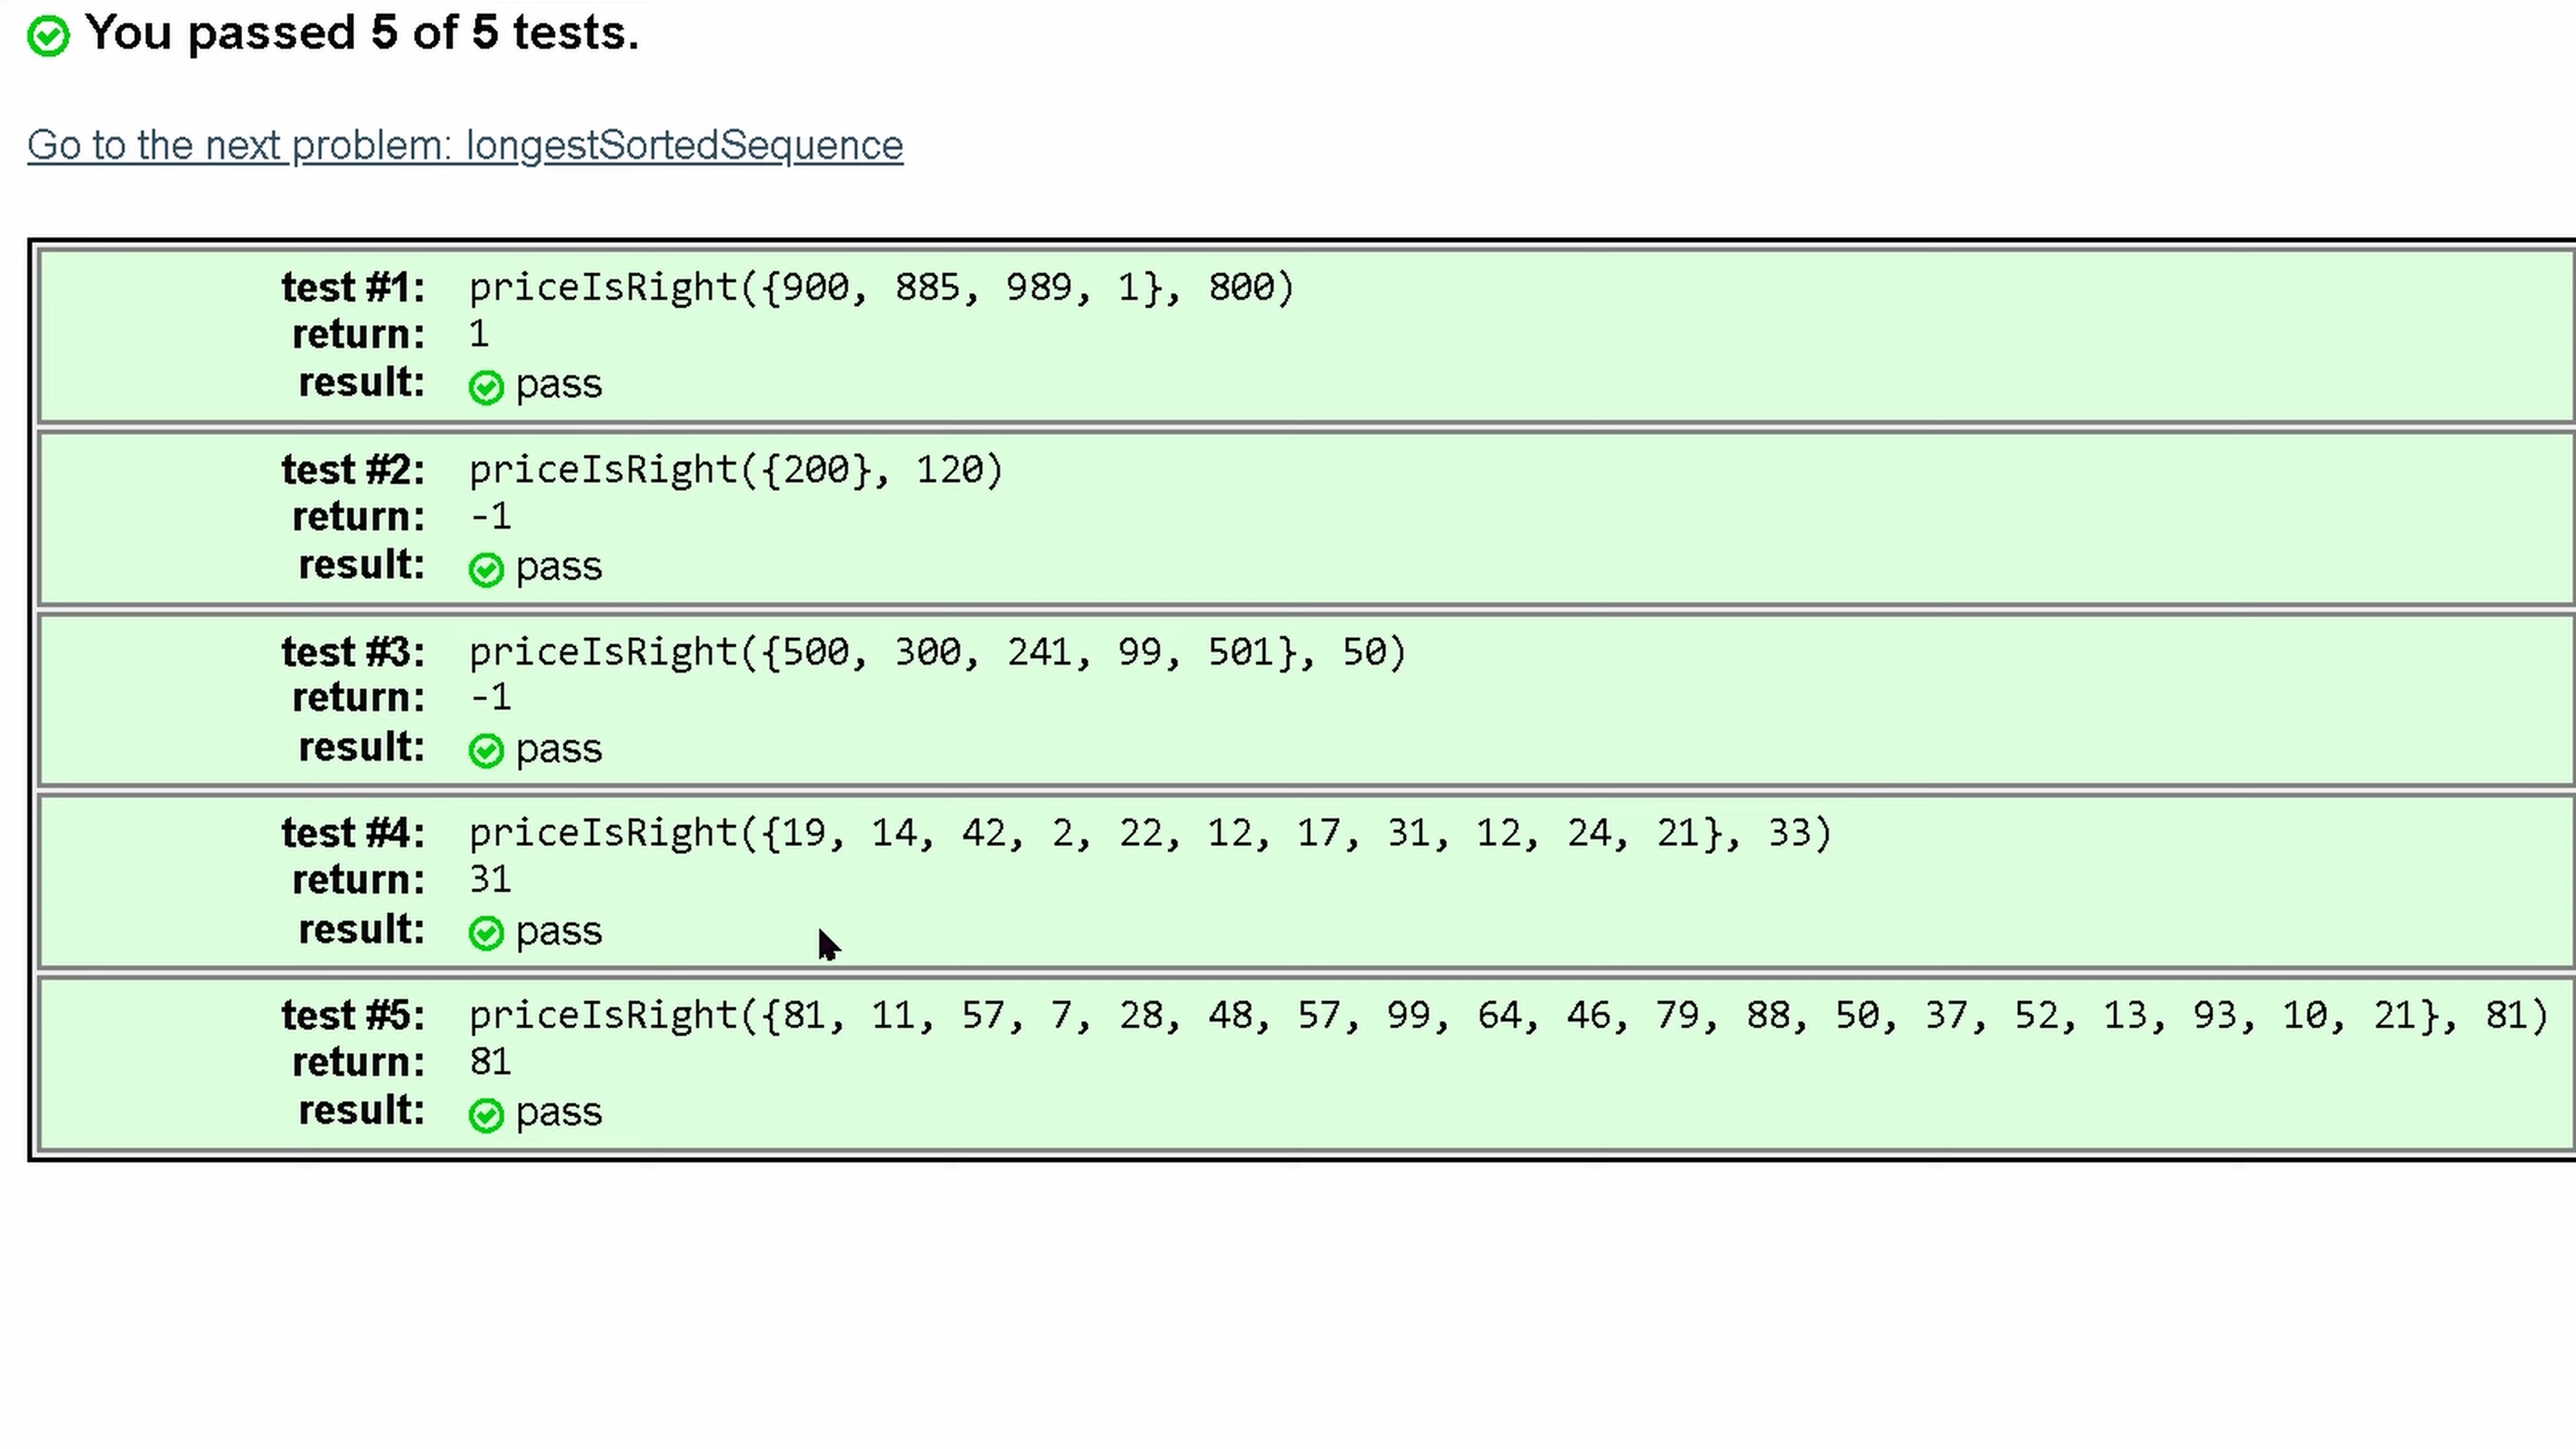 You passed 5 of 5 tests.
Go to the next problem: longestSortedSequence
test #1: priceIsRight({900, 885, 989, 1}, 800)
return: 1
result: pass
test #2: priceIsRight({200}, 120)
return: -1
result: pass
test #3: priceIsRight({500, 300, 241, 99, 501}, 50)
return: -1
result: pass
test #4: priceIsRight({19, 14, 42, 2, 22, 12, 17, 31, 12, 24, 21}, 33)
return: 31
result: pass
test #5: priceIsRight({81, 11, 57, 7, 28, 48, 57, 99, 64, 46, 79, 88, 50, 37, 52, 13, 93, 10, 21}, 81)
return: 81
result: pass